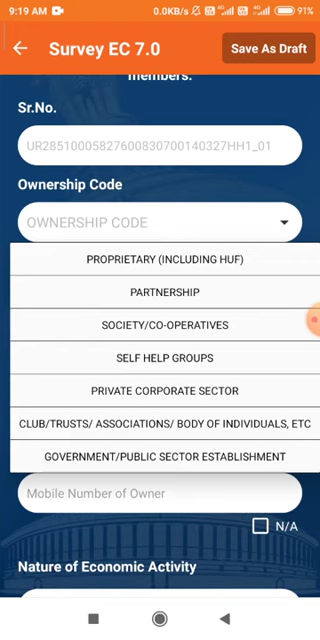 9:19 AM 0.0KB/s 91%
Survey EC 7.0
Save As Draft
members.
Sr.No.
UR28510005827600830700140327HH1_01
Ownership Code
OWNERSHIP CODE
PROPRIETARY (INCLUDING HUF)
PARTNERSHIP
SOCIETY/CO-OPERATIVES
SELF HELP GROUPS
PRIVATE CORPORATE SECTOR
CLUB/TRUSTS/ ASSOCIATIONS/ BODY OF INDIVIDUALS, ETC
GOVERNMENT/PUBLIC SECTOR ESTABLISHMENT
Mobile Number of Owner
N/A
Nature of Economic Activity